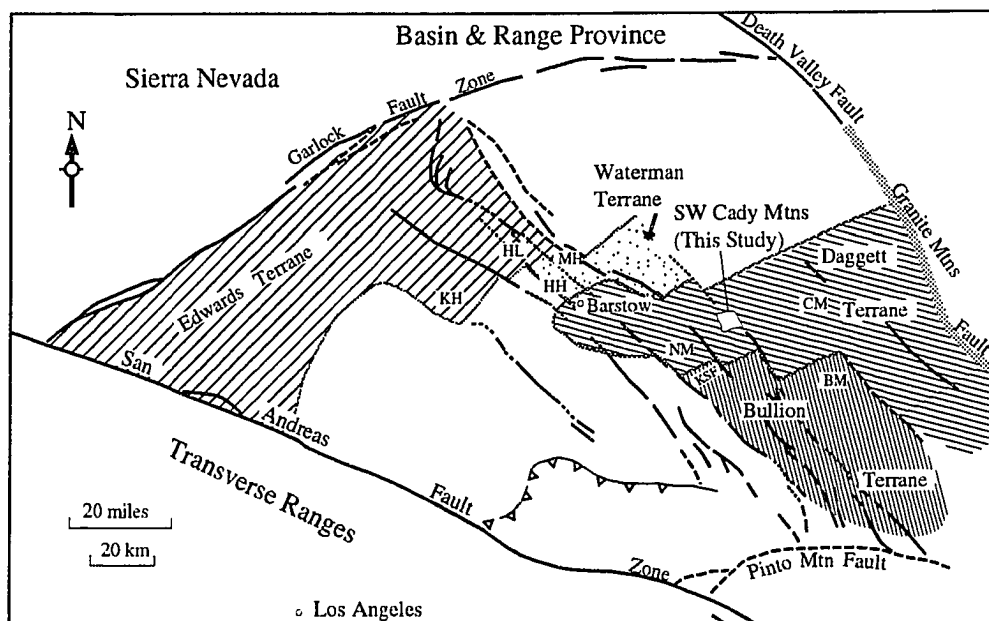 Basin & Range Province
Sierra Nevada
Death Valley Fault
Garlock Fault Zone
N
Granite Mtns Fault
Waterman
Terrane
SW Cady Mtns
(This Study)
Daggett
Terrane
Edwards Terrane
HL
MH
HH
KH
Barstow
CM
NM
KSF
BM
Bullion
Terrane
San Andreas Fault Zone
Transverse Ranges
20 miles
20 km
Pinto Mtn Fault
Los Angeles